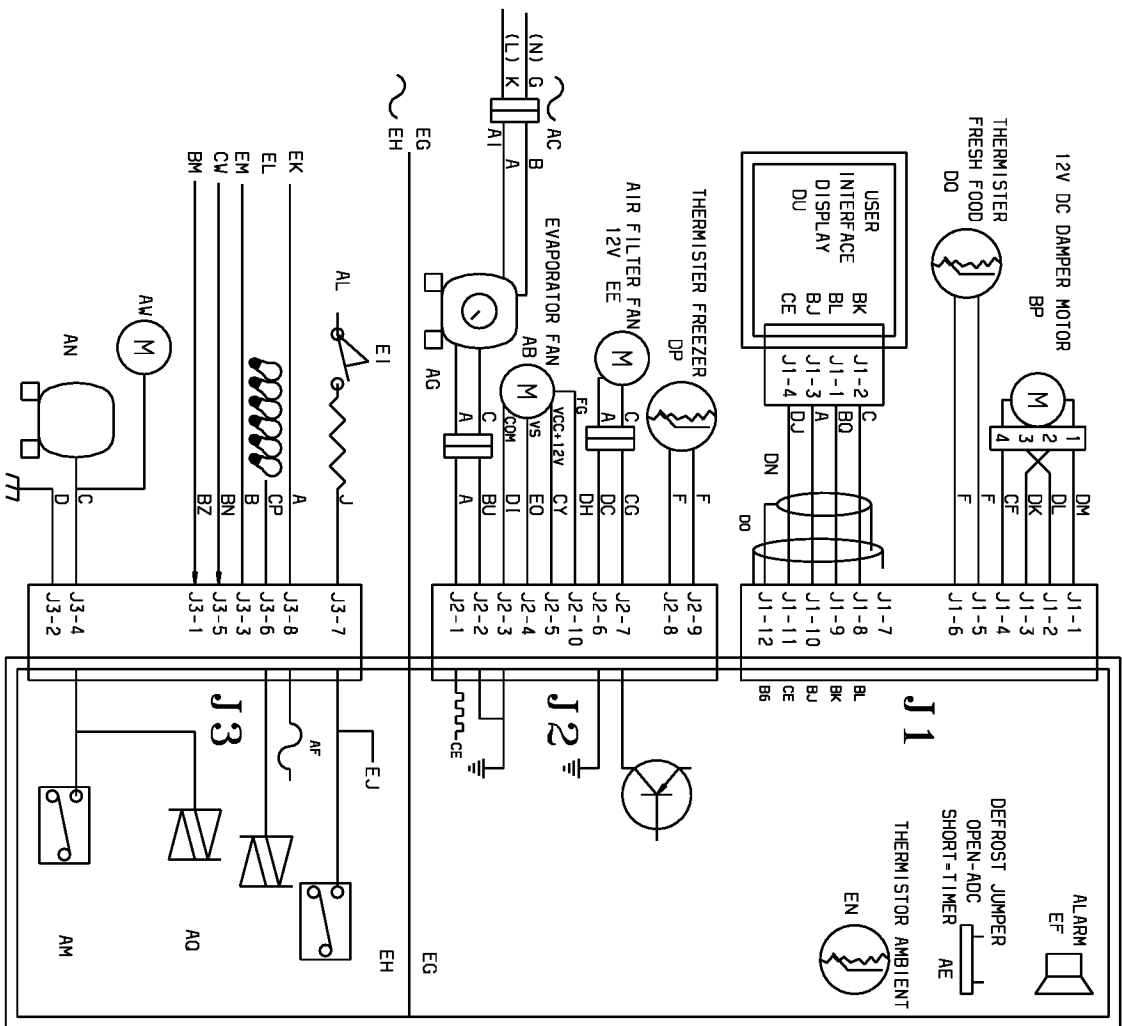 12V DC DAMPER MOTOR
BP
M
1
2
3
4
DM
DL
DK
CF
J1-1
J1-2
J1-3
J1-4
J1-5
J1-6
J1-7
J1-8
J1-9
J1-10
J1-11
J1-12
J1
THERMISTER
FRESH FOOD
DQ
F
F
USER
INTERFACE
DISPLAY
DU
BK
BL
BJ
CE
J1-2
J1-1
J1-3
J1-4
C
BQ
A
DJ
DN
DO
BL
BK
BJ
CE
B6
ALARM
EF
DEFROST JUMPER
OPEN-ADC
SHORT=TIMER
AE
THERMISTOR AMBIENT
EN
THERMISTER FREEZER
DP
F
F
J2-9
J2-8
J2-7
J2-6
J2-10
J2-5
J2-4
J2-3
J2-2
J2-1
J2
AIR FILTER FAN
12V EE
M
C
A
CG
DC
EVAPORATOR FAN
AB
M
FG
VCC+12V
VS
COM
DH
CY
EO
DI
(N) G
(L) K
AC
AI
B
A
AG
C
A
BU
A
CE
EG
EH
EG
EH
AL
EI
J
J3-7
J3-8
J3-6
J3-3
J3-5
J3-1
J3-4
J3-2
J3
EJ
EK
A
AF
EL
CP
EM
B
CW
BN
BM
BZ
AW
M
AN
C
D
AQ
AM